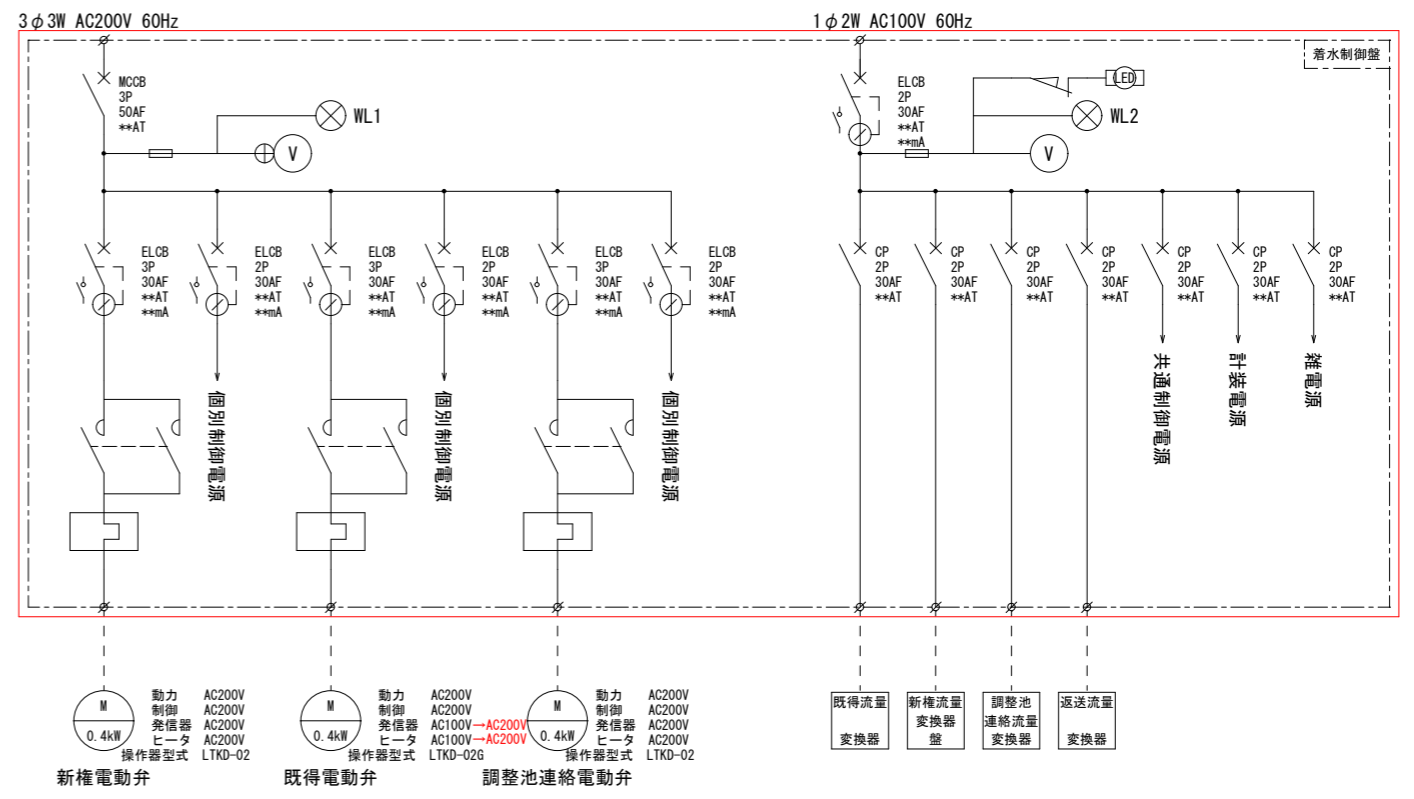 3φ3W AC200V 60Hz
1φ2W AC100V 60Hz
着水制御盤
MCCB
3P
50AF
**AT
WL1
V
ELCB
2P
30AF
**AT
**mA
LED
WL2
V
ELCB
3P
30AF
**AT
**mA
ELCB
2P
30AF
**AT
**mA
ELCB
3P
30AF
**AT
**mA
ELCB
2P
30AF
**AT
**mA
ELCB
3P
30AF
**AT
**mA
ELCB
2P
30AF
**AT
**mA
CP
2P
30AF
**AT
CP
2P
30AF
**AT
CP
2P
30AF
**AT
CP
2P
30AF
**AT
CP
2P
30AF
**AT
CP
2P
30AF
**AT
CP
2P
30AF
**AT
個別制御電源
個別制御電源
個別制御電源
共通制御電源
計装電源
雑電源
M
0.4kW
動力 AC200V
制御 AC200V
発信器 AC200V
ヒータ AC200V
操作器型式 LTKD-02
新権電動弁
M
0.4kW
動力 AC200V
制御 AC200V
発信器 AC100V→AC200V
ヒータ AC100V→AC200V
操作器型式 LTKD-02G
既得電動弁
M
0.4kW
動力 AC200V
制御 AC200V
発信器 AC200V
ヒータ AC200V
操作器型式 LTKD-02
調整池連絡電動弁
既得流量
変換器
新権流量
変換器
盤
調整池
連絡流量
変換器
返送流量
変換器